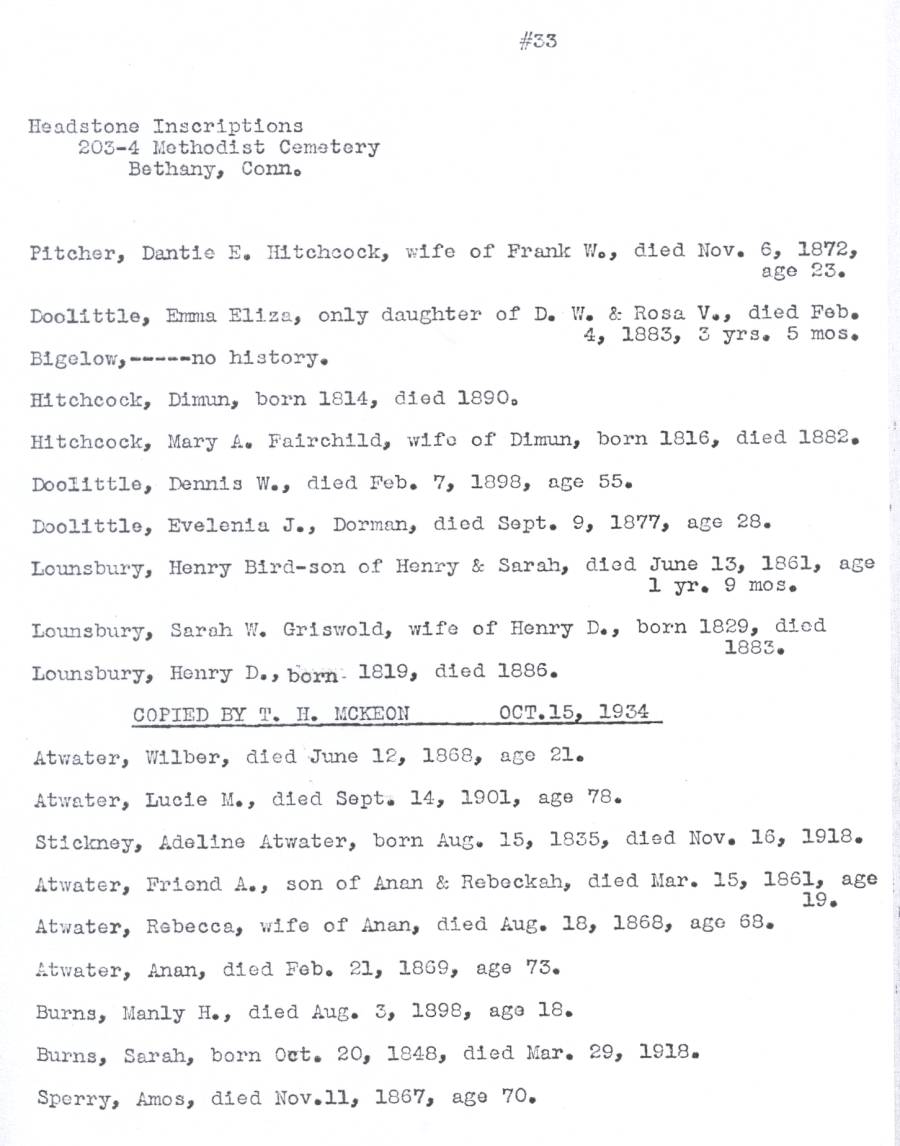 #33
Headstone Inscriptions
203-4 Methodist Cemetery
Bethany, Conn.
Pitcher, Dantie E. Hitchcock, wife of Frank W., died Nov. 6, 1872,
age 23.
Doolittle, Emma Eliza, only daughter of D. W. & Rosa V., died Feb.
4, 1883, 3 yrs. 5 mos.
Bigelow,-----no history.
Hitchcock, Dimun, born 1814, died 1890.
Hitchcock, Mary A. Fairchild, wife of Dimun, born 1816, died 1882.
Doolittle, Dennis W., died Feb. 7, 1898, age 55.
Doolittle, Evelenia J., Dorman, died Sept. 9, 1877, age 28.
Lounsbury, Henry Bird-son of Henry & Sarah, died June 13, 1861, age
1 yr. 9 mos.
Lounsbury, Sarah W. Griswold, wife of Henry D., born 1829, died
1883.
Lounsbury, Henry D., born 1819, died 1886.
COPIED BY T. H. MCKEON OCT.15, 1934
Atwater, Wilber, died June 12, 1868, age 21.
Atwater, Lucie M., died Sept. 14, 1901, age 78.
Stickney, Adeline Atwater, born Aug. 15, 1835, died Nov. 16, 1918.
Atwater, Friend A., son of Anan & Rebeckah, died Mar. 15, 1861, age
19.
Atwater, Rebecca, wife of Anan, died Aug. 18, 1868, age 68.
Atwater, Anan, died Feb. 21, 1869, age 73.
Burns, Manly H., died Aug. 3, 1898, age 18.
Burns, Sarah, born Oct. 20, 1848, died Mar. 29, 1918.
Sperry, Amos, died Nov.11, 1867, age 70.